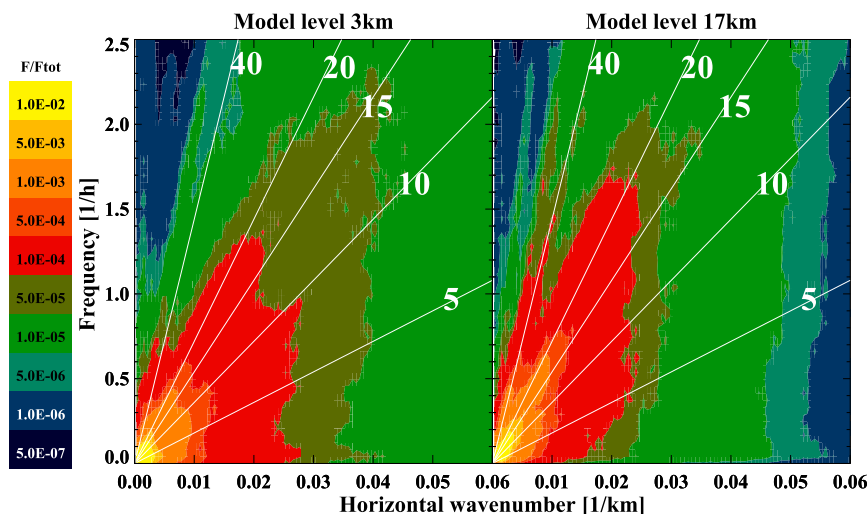 Model level 3km Model level 17km
F/Ftot
1.0E-02
5.0E-03
1.0E-03
5.0E-04
1.0E-04
5.0E-05
1.0E-05
5.0E-06
1.0E-06
5.0E-07
Frequency [1/h]
2.5
2.0
1.5
1.0
0.5
0.0
40 20 15 10 5
40 20 15 10 5
0.00 0.01 0.02 0.03 0.04 0.05 0.06 0.01 0.02 0.03 0.04 0.05 0.06
Horizontal wavenumber [1/km]